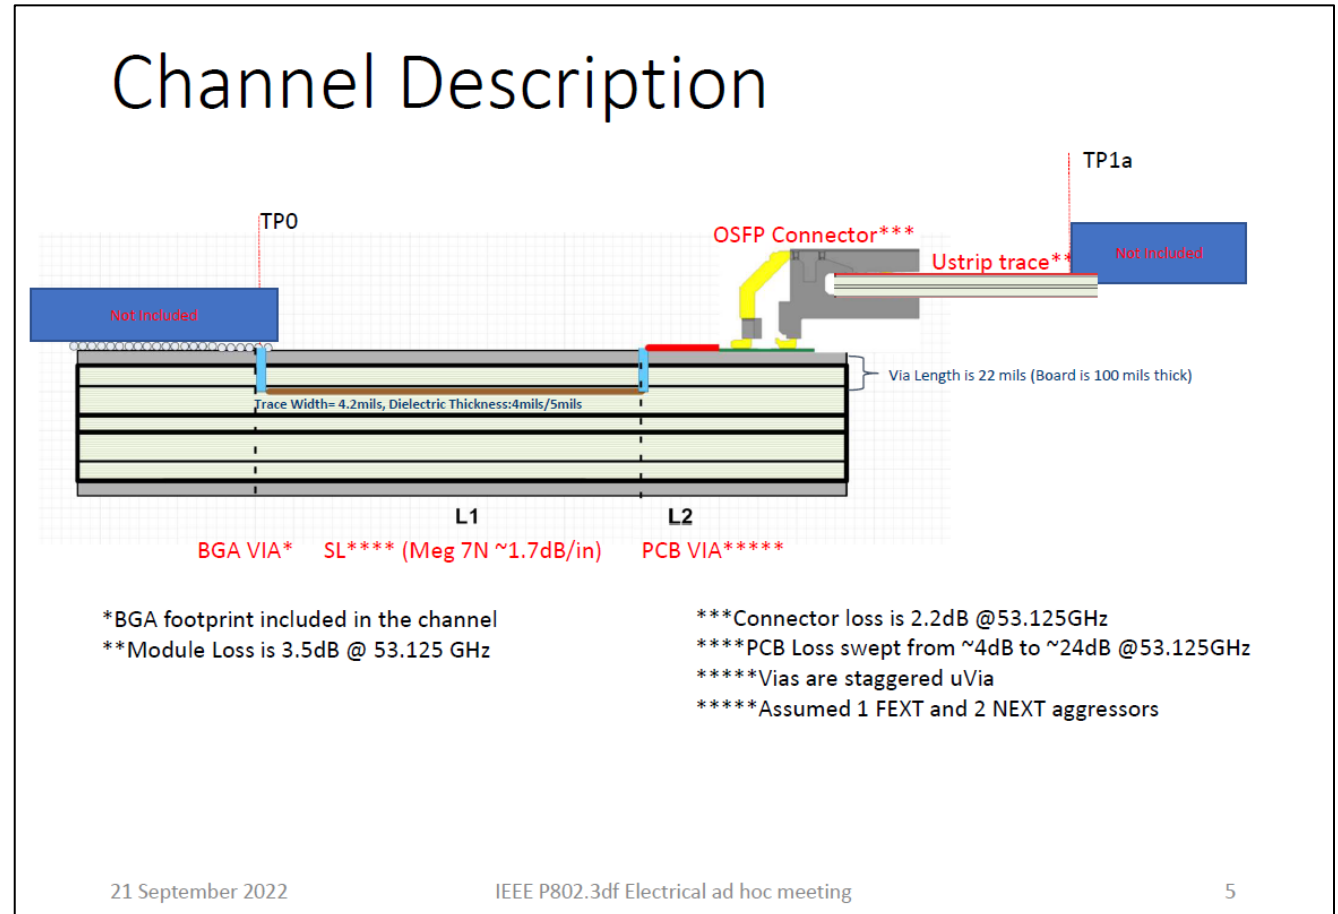 Channel Description
TP1a
TP0
OSFP Connector***
Ustrip trace**
Not Included
Not Included
Via Length is 22 mils (Board is 100 mils thick)
Trace Width= 4.2mils, Dielectric Thickness:4mils/5mils
L1 L2
BGA VIA* SL**** (Meg 7N ~1.7dB/in) PCB VIA*****
*BGA footprint included in the channel
**Module Loss is 3.5dB @ 53.125 GHz
***Connector loss is 2.2dB @53.125GHz
****PCB Loss swept from ~4dB to ~24dB @53.125GHz
*****Vias are staggered uVia
*****Assumed 1 FEXT and 2 NEXT aggressors
21 September 2022 IEEE P802.3df Electrical ad hoc meeting 5